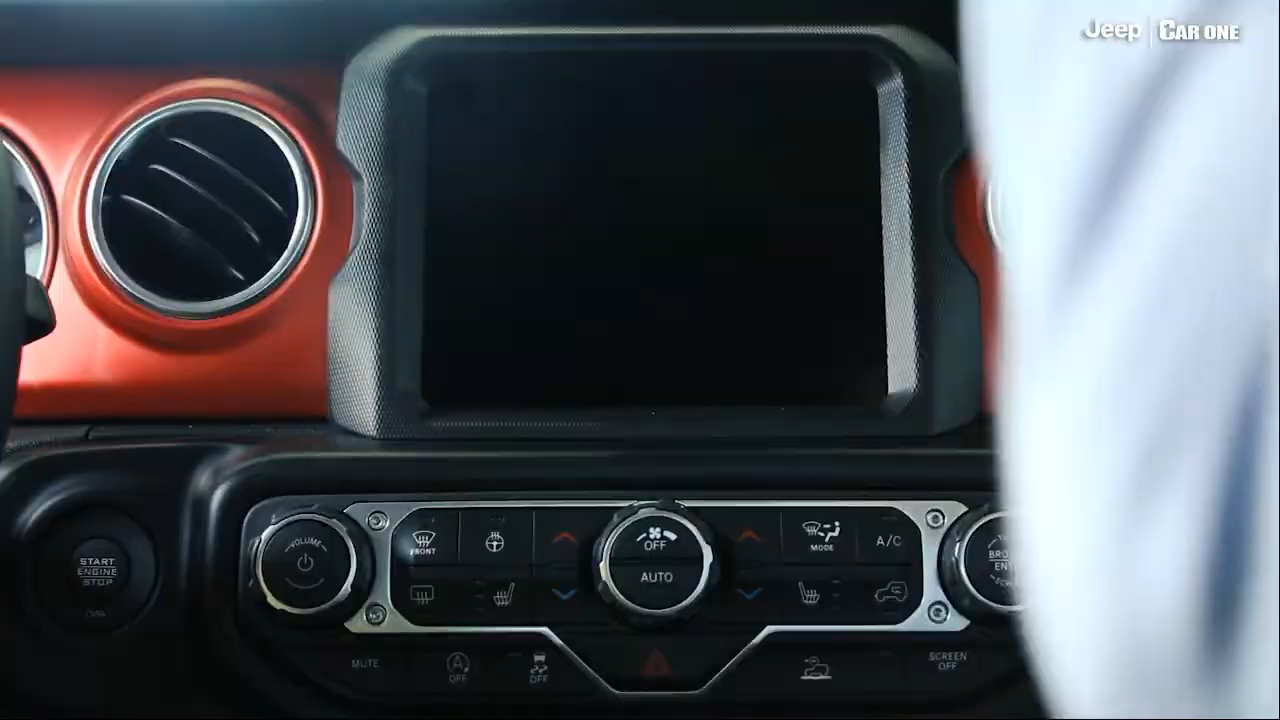 Jeep | CAR ONE
START
ENGINE
STOP
VOLUME
FRONT
OFF
AUTO
MODE
A/C
MUTE
OFF
OFF
SCREEN
OFF